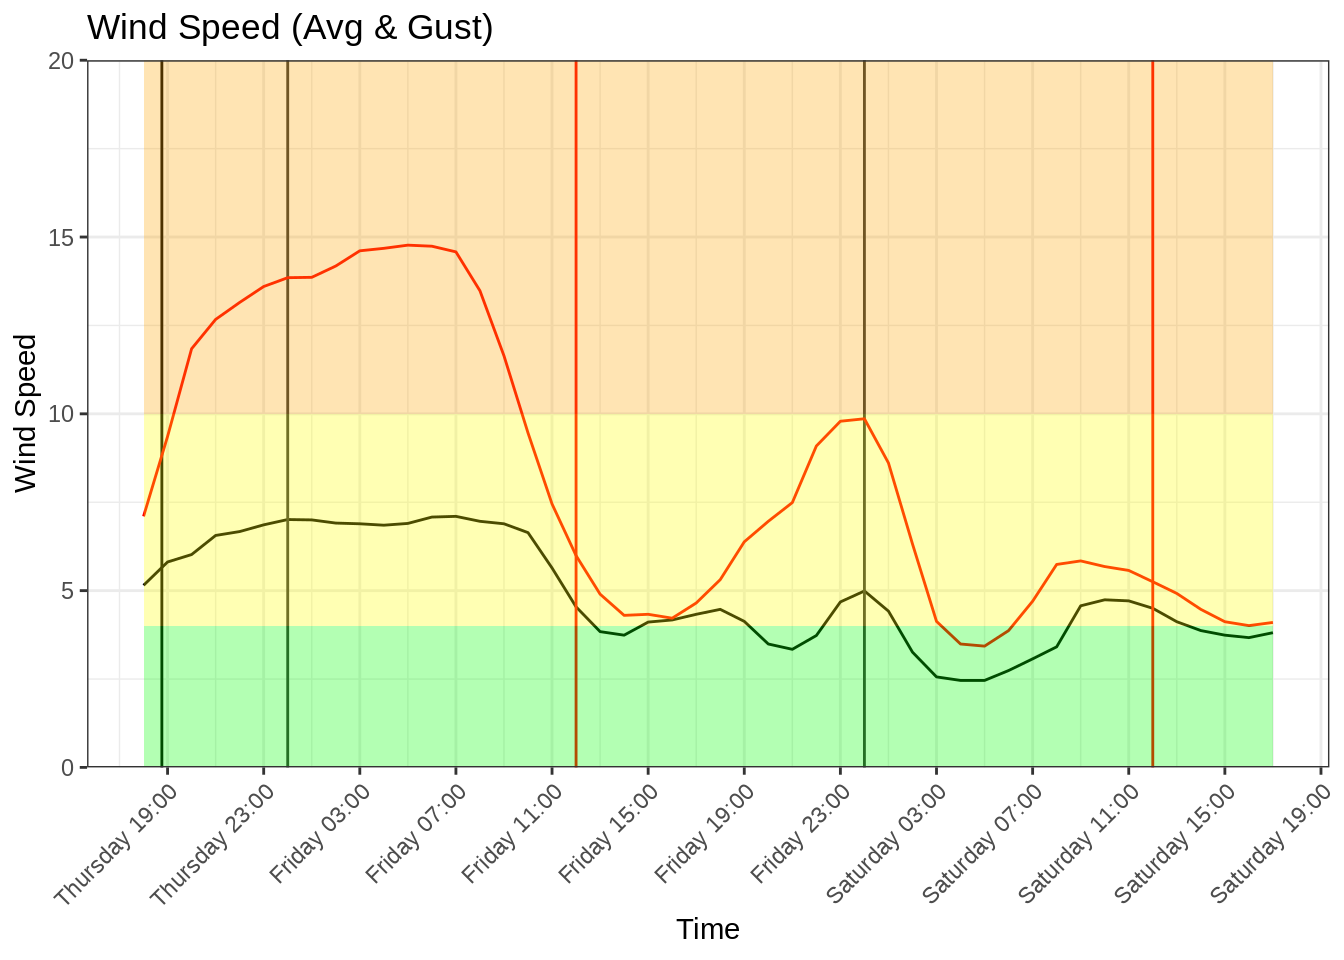 Wind Speed (Avg & Gust)
20
15
10
5
0
Wind Speed
Thursday 19:00
Thursday 23:00
Friday 03:00
Friday 07:00
Friday 11:00
Friday 15:00
Friday 19:00
Friday 23:00
Saturday 03:00
Saturday 07:00
Saturday 11:00
Saturday 15:00
Saturday 19:00
Time